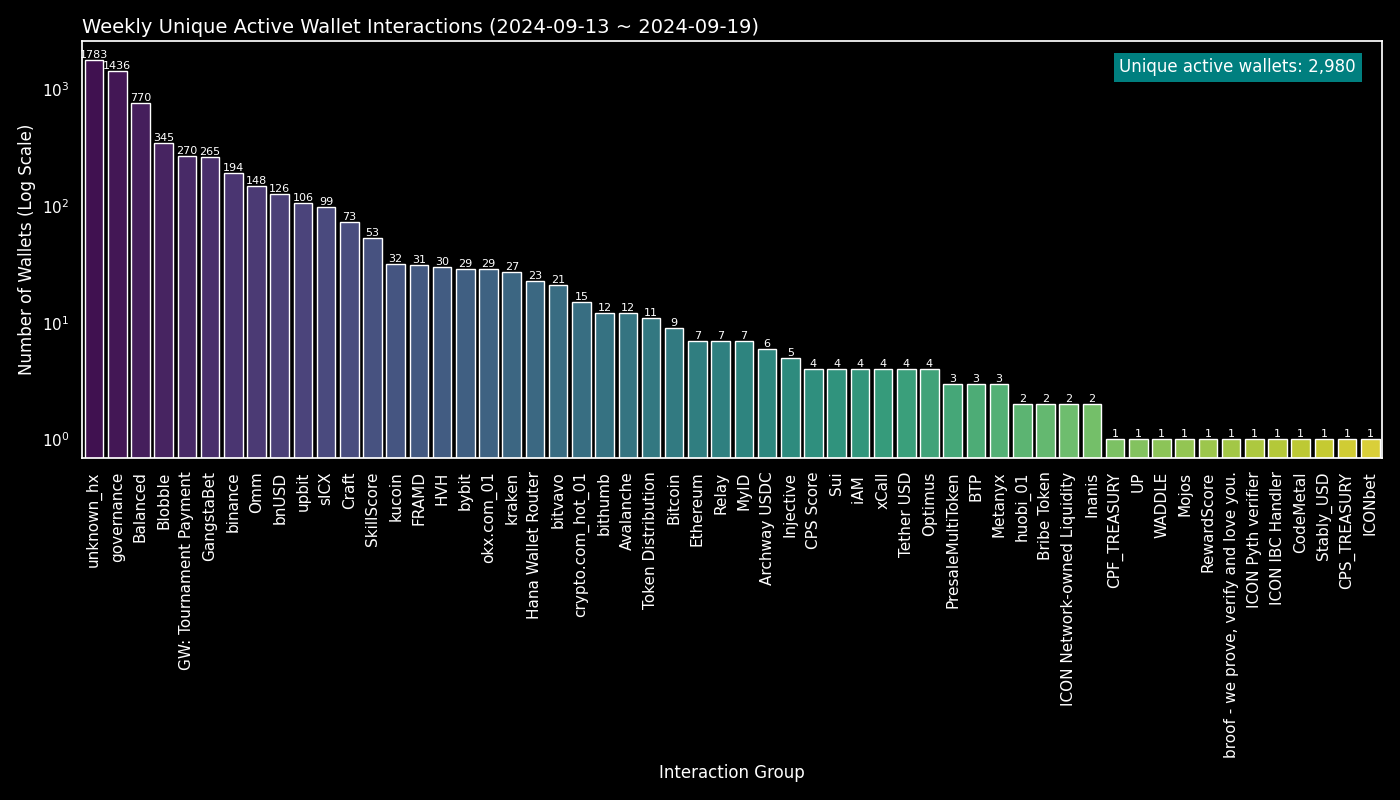 Weekly Unique Active Wallet Interactions (2024-09-13 ~ 2024-09-19)
Unique active wallets: 2,980
Number of Wallets (Log Scale)
10³
10²
10¹
10⁰
1783
1436
770
345
270
265
194
148
126
106
99
73
53
32
31
30
29
29
27
23
21
15
12
12
11
9
7
7
7
6
5
4
4
4
4
4
4
3
3
3
2
2
2
2
1
1
1
1
1
1
1
1
1
1
1
1
unknown_hx
governance
Balanced
Blobble
GW: Tournament Payment
GangstaBet
binance
Omm
bnUSD
upbit
sICX
Craft
SkillScore
kucoin
FRAMD
HVH
bybit
okx.com_01
kraken
Hana Wallet Router
bitvavo
crypto.com_hot_01
bithumb
Avalanche
Token Distribution
Bitcoin
Ethereum
Relay
MyID
Archway USDC
Injective
CPS Score
Sui
iAM
xCall
Tether USD
Optimus
PresaleMultiToken
BTP
Metanyx
huobi_01
Bribe Token
ICON Network-owned Liquidity
Inanis
CPF_TREASURY
UP
WADDLE
Mojos
RewardScore
broof - we prove, verify and love you.
ICON Pyth verifier
ICON IBC Handler
CodeMetal
Stably_USD
CPS_TREASURY
ICONbet
Interaction Group